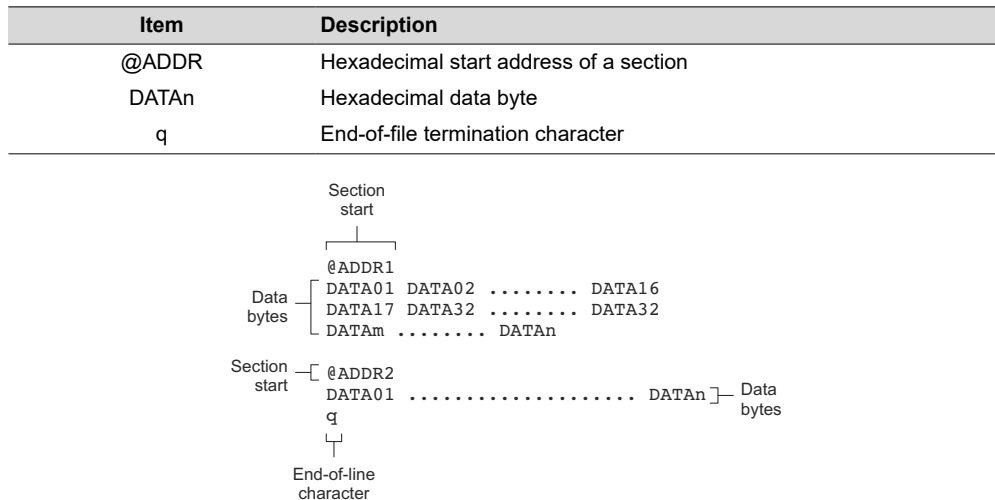 Item Description
@ADDR Hexadecimal start address of a section
DATAn Hexadecimal data byte
q End-of-file termination character
Section
start
@ADDR1
DATA01 DATA02 ........ DATA16
Data
bytes
DATA17 DATA32 ........ DATA32
DATAm ........ DATAn
Section
start
@ADDR2
DATA01 .................... DATAn
Data
bytes
q
End-of-line
character